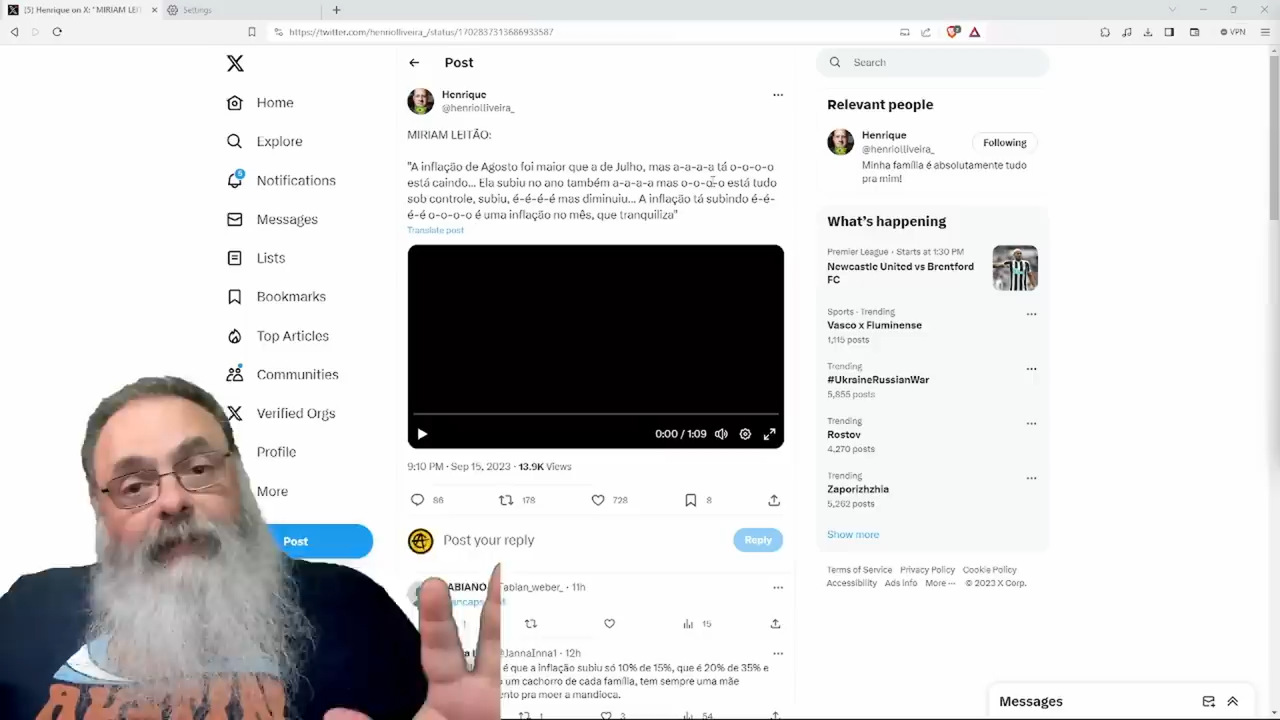 [5] Henrique on X: "MIRIAM LEIT
Settings
https://twitter.com/henriolliveira_/status/1702837313686933587
VPN
Home
Explore
5
Notifications
Messages
Lists
Bookmarks
Top Articles
Communities
Verified Orgs
Profile
More
Post
Post
Henrique
@henriolliveira_
MIRIAM LEITÃO:
"A inflação de Agosto foi maior que a de Julho, mas a-a-a-a tá o-o-o-o
está caindo... Ela subiu no ano também a-a-a-a mas o-o-o-o está tudo
sob controle, subiu, é-é-é-é mas diminuiu... A inflação tá subindo é-é-
é-é o-o-o-o é uma inflação no mês, que tranquiliza"
Translate post
0:00 / 1:09
9:10 PM · Sep 15, 2023 · 13.9K Views
86
178
728
8
Post your reply
Reply
ABIANO
abian_weber_ · 11h
1
15
@JannaInna1 · 12h
é que a inflação subiu só 10% de 15%, que é 20% de 35% e
um cachorro de cada família, tem sempre uma mãe
ento pra moer a mandioca.
1
3
54
Search
Relevant people
Henrique
@henriolliveira_
Following
Minha família é absolutamente tudo
pra mim!
What's happening
Premier League · Starts at 1:30 PM
Newcastle United vs Brentford
FC
Sports · Trending
Vasco x Fluminense
1,115 posts
Trending
#UkraineRussianWar
5,855 posts
Trending
Rostov
4,270 posts
Trending
Zaporizhzhia
5,262 posts
Show more
Terms of Service Privacy Policy Cookie Policy
Accessibility Ads info More ··· © 2023 X Corp.
Messages